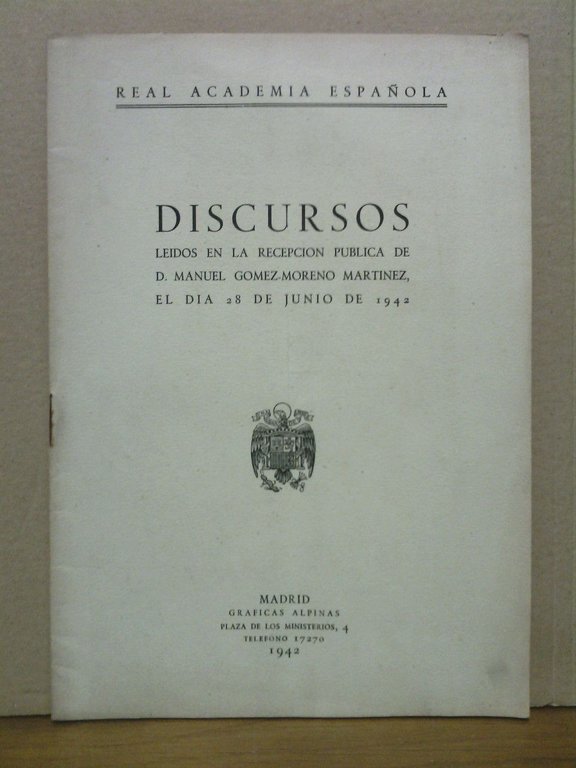 REAL ACADEMIA ESPAÑOLA
DISCURSOS
LEIDOS EN LA RECEPCION PUBLICA DE
D. MANUEL GOMEZ-MORENO MARTINEZ,
EL DIA 28 DE JUNIO DE 1942
MADRID
GRAFICAS ALPINAS
PLAZA DE LOS MINISTERIOS, 4
TELEFONO 17270
1942